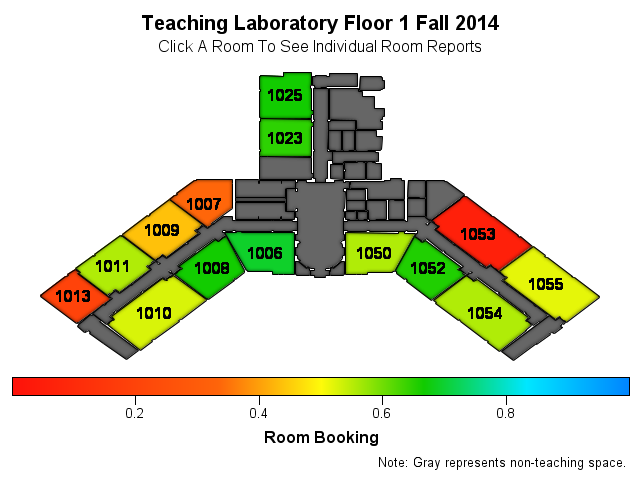 Teaching Laboratory Floor 1 Fall 2014
Click A Room To See Individual Room Reports
1025
1023
1007
1009
1053
1011
1006
1050
1008
1052
1013
1055
1010
1054
0.2 0.4 0.6 0.8
Room Booking
Note: Gray represents non-teaching space.